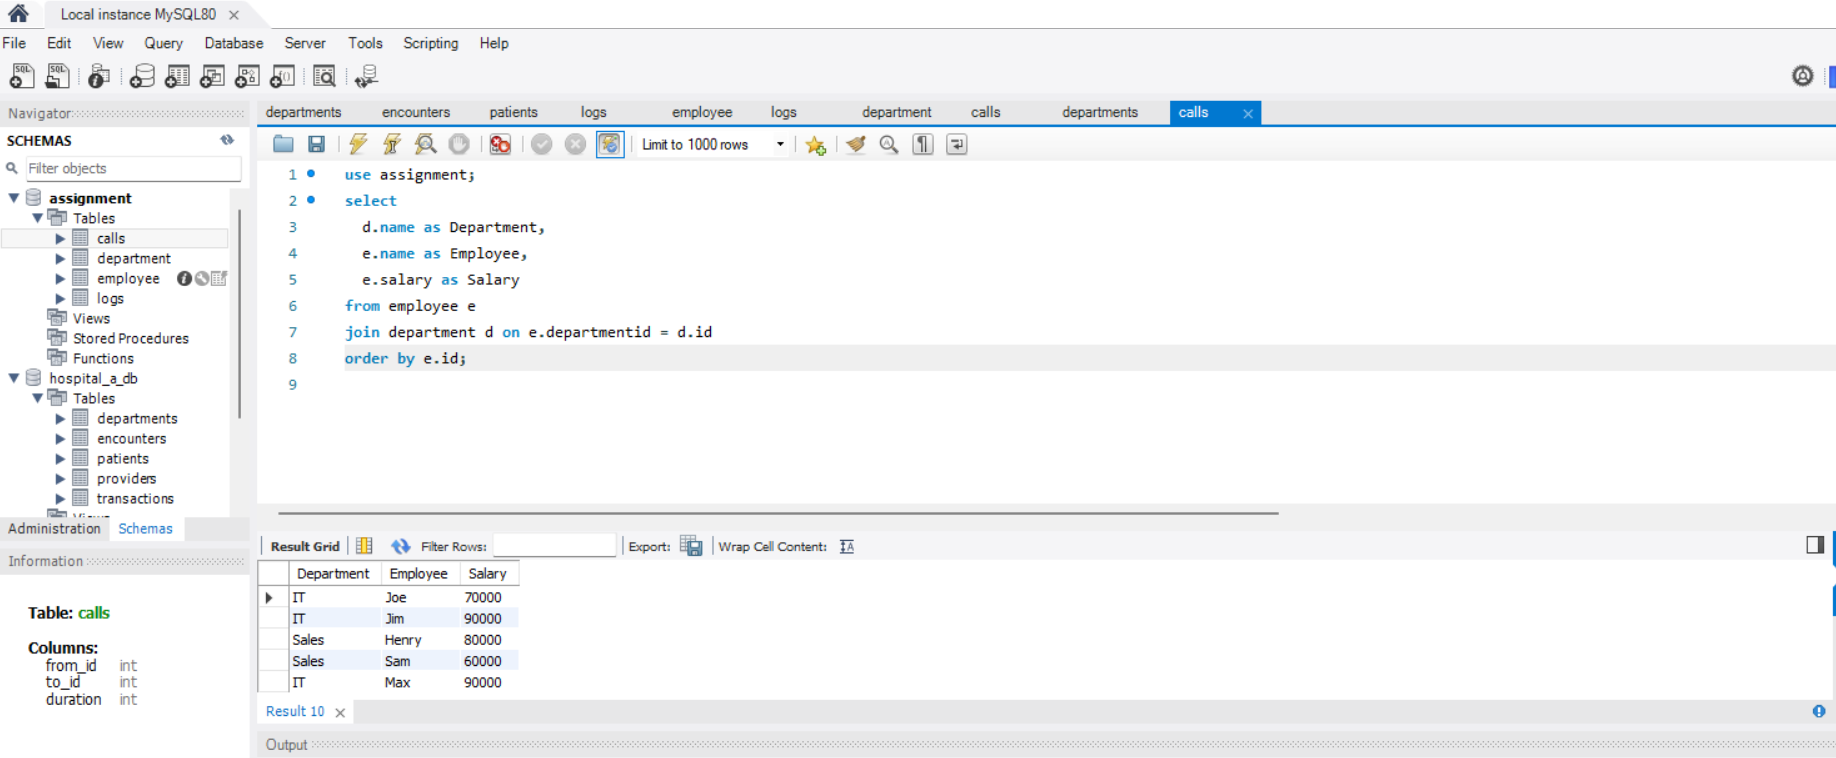 Local instance MySQL80
File Edit View Query Database Server Tools Scripting Help
Navigator
SCHEMAS
Filter objects
assignment
Tables
calls
department
employee
logs
Views
Stored Procedures
Functions
hospital_a_db
Tables
departments
encounters
patients
providers
transactions
Views
Administration Schemas
Information
Table: calls
Columns:
from_id int
to_id int
duration int
departments encounters patients logs employee logs department calls departments calls
Limit to 1000 rows
1 use assignment;
2 select
3 d.name as Department,
4 e.name as Employee,
5 e.salary as Salary
6 from employee e
7 join department d on e.departmentid = d.id
8 order by e.id;
9
Result Grid Filter Rows: Export: Wrap Cell Content:
Department Employee Salary
IT Joe 70000
IT Jim 90000
Sales Henry 80000
Sales Sam 60000
IT Max 90000
Result 10
Output